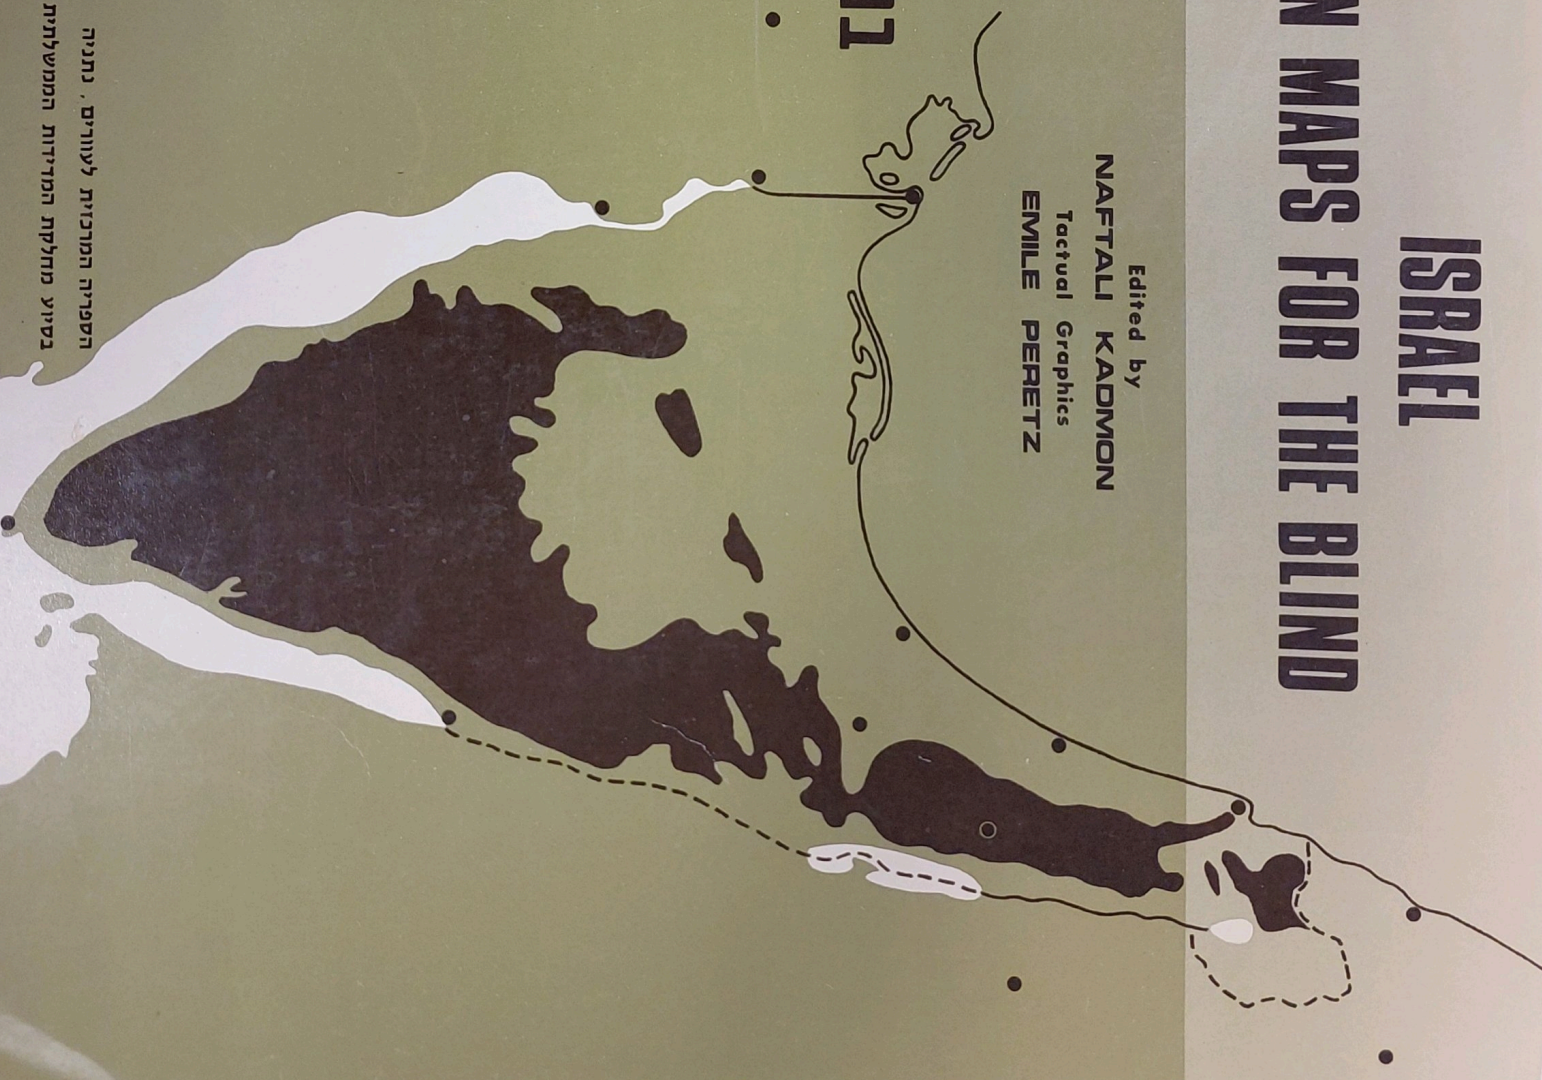 ISRAEL
N MAPS FOR THE BLIND
Edited by
NAFTALI KADMON
Tactual Graphics
EMILE PERETZ
הספריה המרכזית לעוורים, נתניה
בסיוע מחלקת המדידות הממשלתית